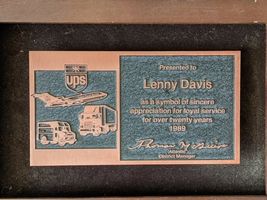 ups
Presented to
Lenny Davis
as a symbol of sincere
appreciation for loyal service
for over twenty years
1989
District Manager